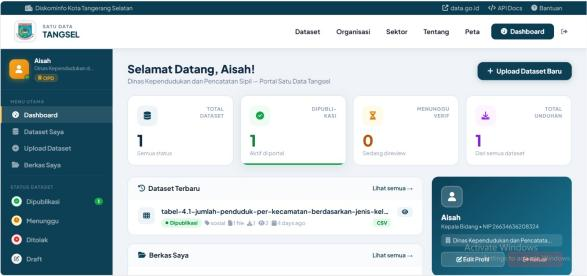 Diskominfo Kota Tangerang Selatan
data.go.id
API Docs
Bantuan
SATU DATA
TANGSEL
Dataset
Organisasi
Sektor
Tentang
Peta
Dashboard
Aisah
Dinas Kependudukan d...
OPD
Selamat Datang, Aisah!
Dinas Kependudukan dan Pencatatan Sipil — Portal Satu Data Tangsel
+ Upload Dataset Baru
MENU UTAMA
Dashboard
Dataset Saya
Upload Dataset
Berkas Saya
STATUS DATASET
Dipublikasi
1
Menunggu
Ditolak
Draft
TOTAL
DATASET
1
Semua status
DIPUBLI-
KASI
1
Aktif di portal
MENUNGGU
VERIF
0
Sedang direview
TOTAL
UNDUHAN
1
Dari semua dataset
Dataset Terbaru
Lihat semua →
tabel-4.1-jumlah-penduduk-per-kecamatan-berdasarkan-jenis-kel...
Dipublikasi
sosial
1 file
1
2
4 days ago
CSV
Berkas Saya
Lihat semua →
Aisah
Kepala Bidang • NIP 26634636208324
Dinas Kependudukan dan Pencatata...
Edit Profil
Keluar
Activate Windows